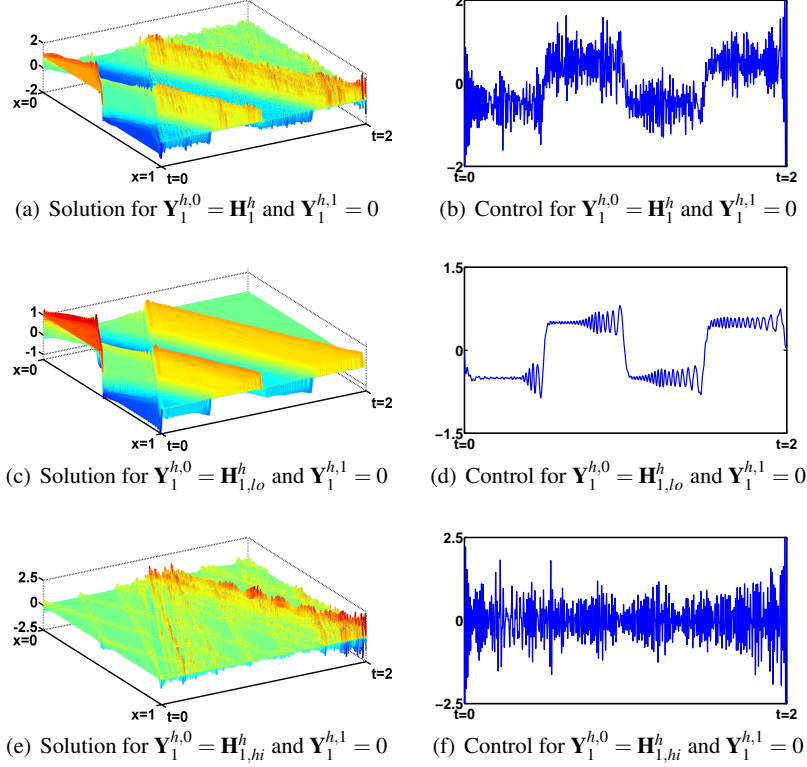 2
0
-2
x=0
x=1
t=0
t=2
2
0
-2
t=0
t=2
(a) Solution for Y_1^{h,0} = H_1^h and Y_1^{h,1} = 0
(b) Control for Y_1^{h,0} = H_1^h and Y_1^{h,1} = 0
1
0
-1
x=0
x=1
t=0
t=2
1.5
0
-1.5
t=0
t=2
(c) Solution for Y_1^{h,0} = H_{1,lo}^h and Y_1^{h,1} = 0
(d) Control for Y_1^{h,0} = H_{1,lo}^h and Y_1^{h,1} = 0
2.5
0
-2.5
x=0
x=1
t=0
t=2
2.5
0
-2.5
t=0
t=2
(e) Solution for Y_1^{h,0} = H_{1,hi}^h and Y_1^{h,1} = 0
(f) Control for Y_1^{h,0} = H_{1,hi}^h and Y_1^{h,1} = 0